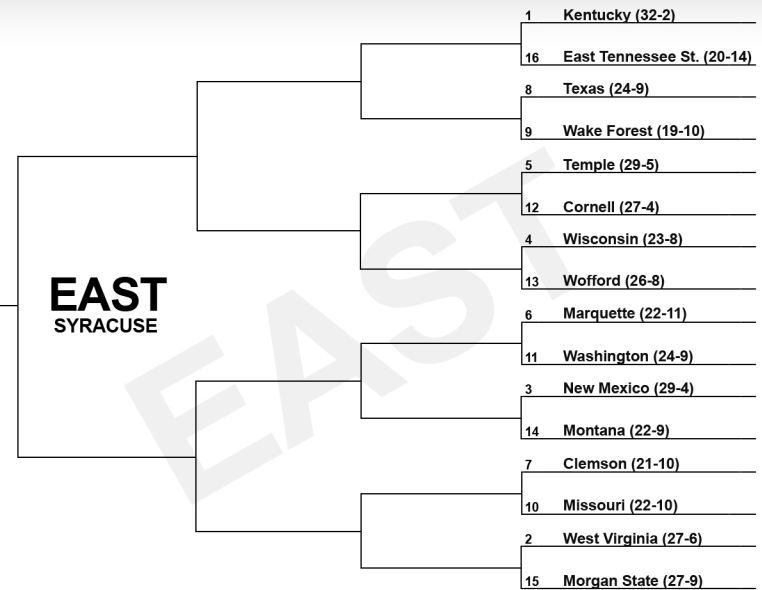 1 Kentucky (32-2)
16 East Tennessee St. (20-14)
8 Texas (24-9)
9 Wake Forest (19-10)
5 Temple (29-5)
12 Cornell (27-4)
4 Wisconsin (23-8)
13 Wofford (26-8)
EAST
SYRACUSE
EAST
6 Marquette (22-11)
11 Washington (24-9)
3 New Mexico (29-4)
14 Montana (22-9)
7 Clemson (21-10)
10 Missouri (22-10)
2 West Virginia (27-6)
15 Morgan State (27-9)